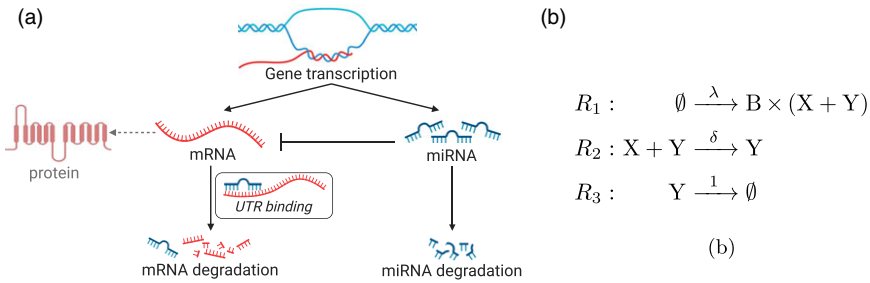 (a)
Gene transcription
protein
mRNA
miRNA
UTR binding
mRNA degradation
miRNA degradation
(b)
R₁ : ∅ —λ→ B × (X + Y)
R₂ : X + Y —δ→ Y
R₃ : Y —1→ ∅
(b)